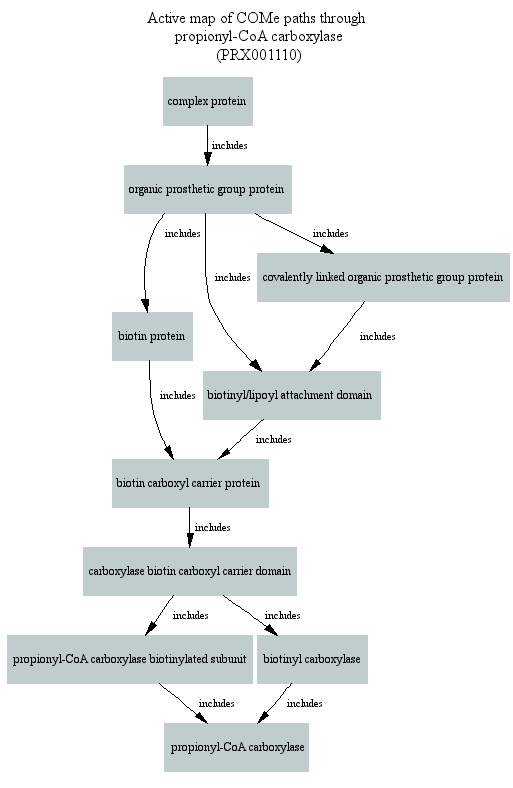 Active map of COMe paths through
propionyl-CoA carboxylase
(PRX001110)
complex protein
includes
organic prosthetic group protein
includes
includes
includes
covalently linked organic prosthetic group protein
biotin protein
includes
includes
biotinyl/lipoyl attachment domain
includes
biotin carboxyl carrier protein
includes
carboxylase biotin carboxyl carrier domain
includes
includes
propionyl-CoA carboxylase biotinylated subunit
biotinyl carboxylase
includes
includes
propionyl-CoA carboxylase